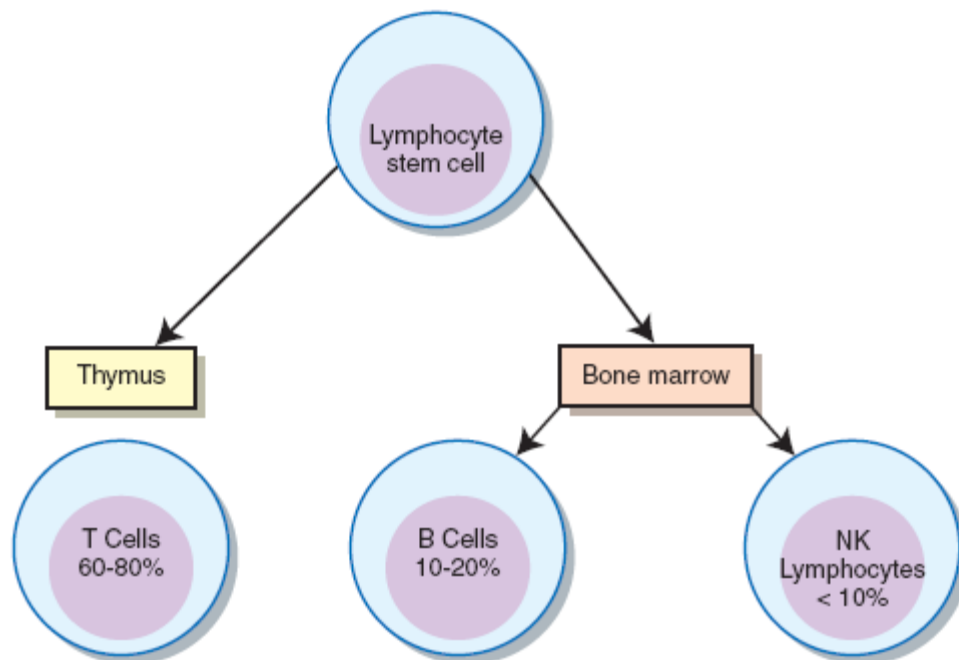 Lymphocyte
stem cell
Thymus
Bone marrow
T Cells
60-80%
B Cells
10-20%
NK
Lymphocytes
< 10%